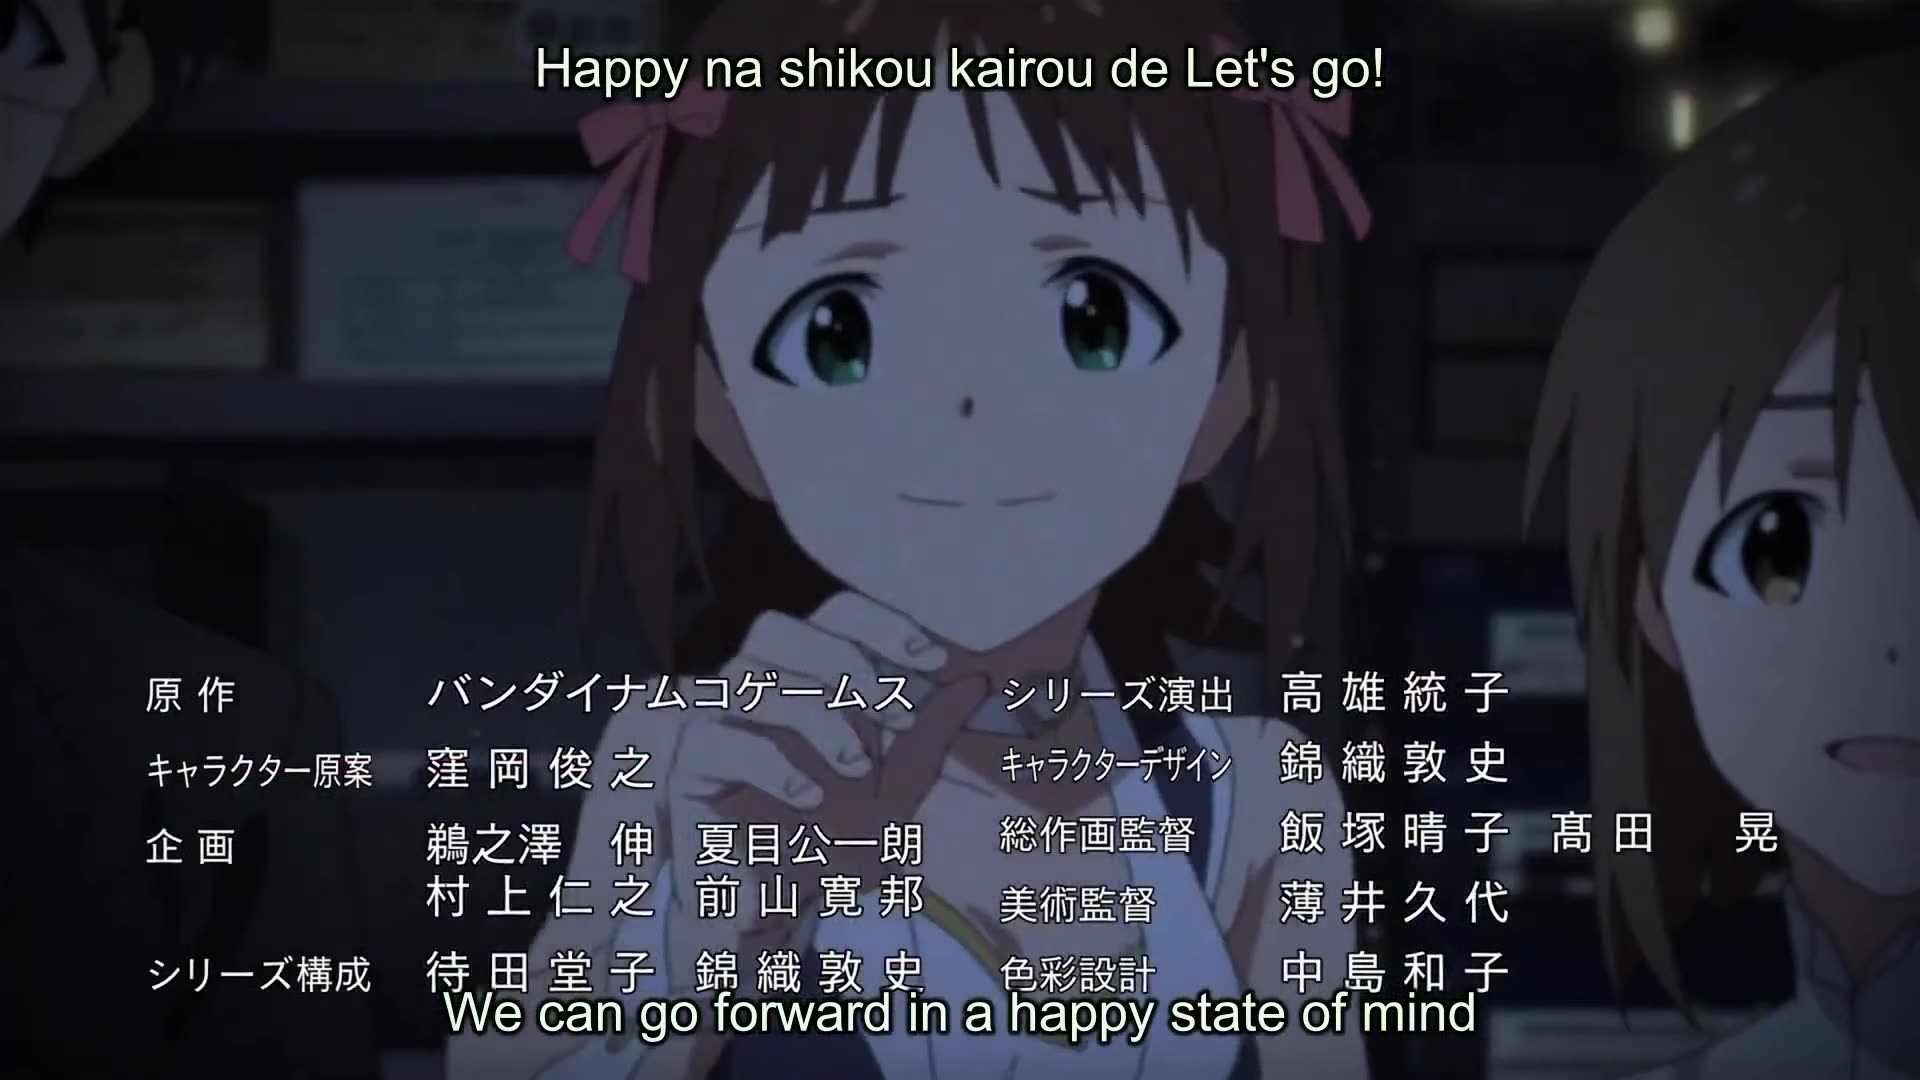 Happy na shikou kairou de Let's go!
原作 バンダイナムコゲームス
キャラクター原案 窪岡俊之
企画 鵜之澤 伸 夏目公一朗
村上仁之 前山寛邦
シリーズ構成 待田堂子 錦織敦史
シリーズ演出 高雄統子
キャラクターデザイン 錦織敦史
総作画監督 飯塚晴子 髙田 晃
美術監督 薄井久代
色彩設計 中島和子
We can go forward in a happy state of mind